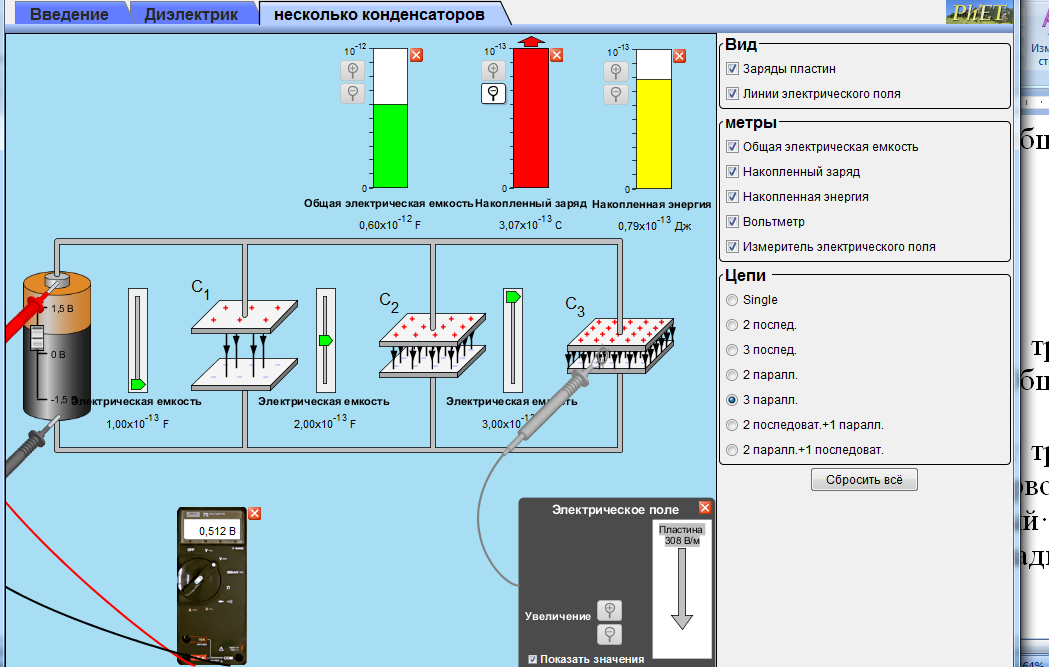 Введение
Диэлектрик
несколько конденсаторов
PhET
10-12
0
Общая электрическая емкость
0,60x10-12 F
10-13
0
Накопленный заряд
3,07x10-13 C
10-13
0
Накопленная энергия
0,79x10-13 Дж
1,5 В
0 В
-1,5 В
C1
C2
C3
Электрическая емкость
1,00x10-13 F
Электрическая емкость
2,00x10-13 F
Электрическая емкость
3,00x10-13
0,512 В
OFF
COM
Электрическое поле
Пластина
308 В/м
Увеличение
Показать значения
Вид
Заряды пластин
Линии электрического поля
метры
Общая электрическая емкость
Накопленный заряд
Накопленная энергия
Вольтметр
Измеритель электрического поля
Цепи
Single
2 послед.
3 послед.
2 паралл.
3 паралл.
2 последоват.+1 паралл.
2 паралл.+1 последоват.
Сбросить всё